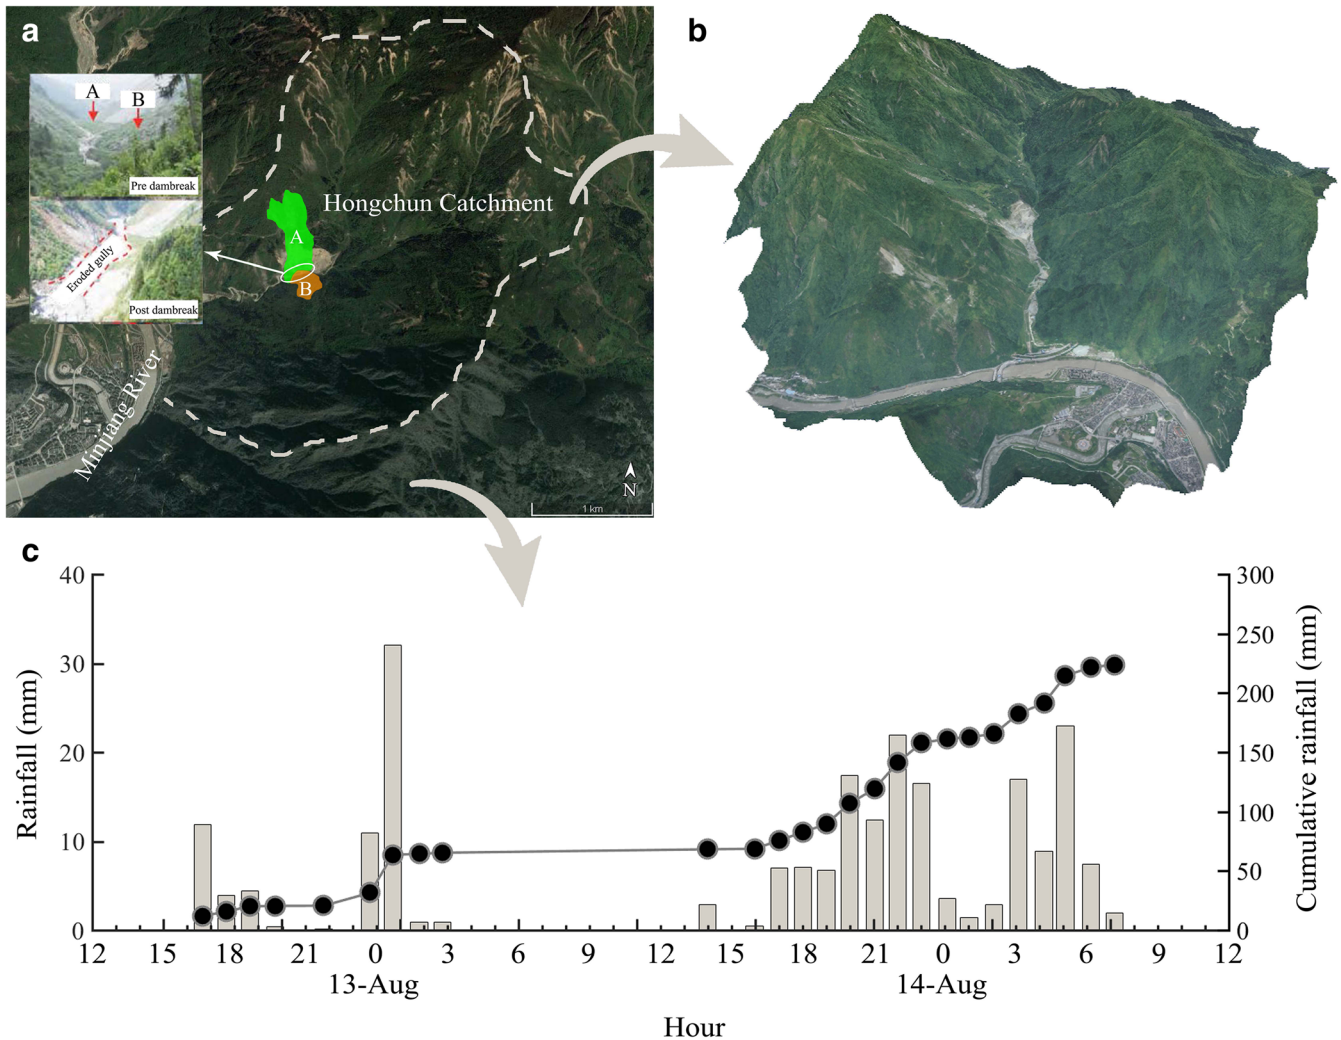 a
A
B
Pre dambreak
Eroded gully
Post dambreak
Hongchun Catchment
A
B
Minjiang River
N
1 km
b
c
40
30
20
10
0
Rainfall (mm)
300
250
200
150
100
50
0
Cumulative rainfall (mm)
12 15 18 21 0 3 6 9 12 15 18 21 0 3 6 9 12
13-Aug 14-Aug
Hour